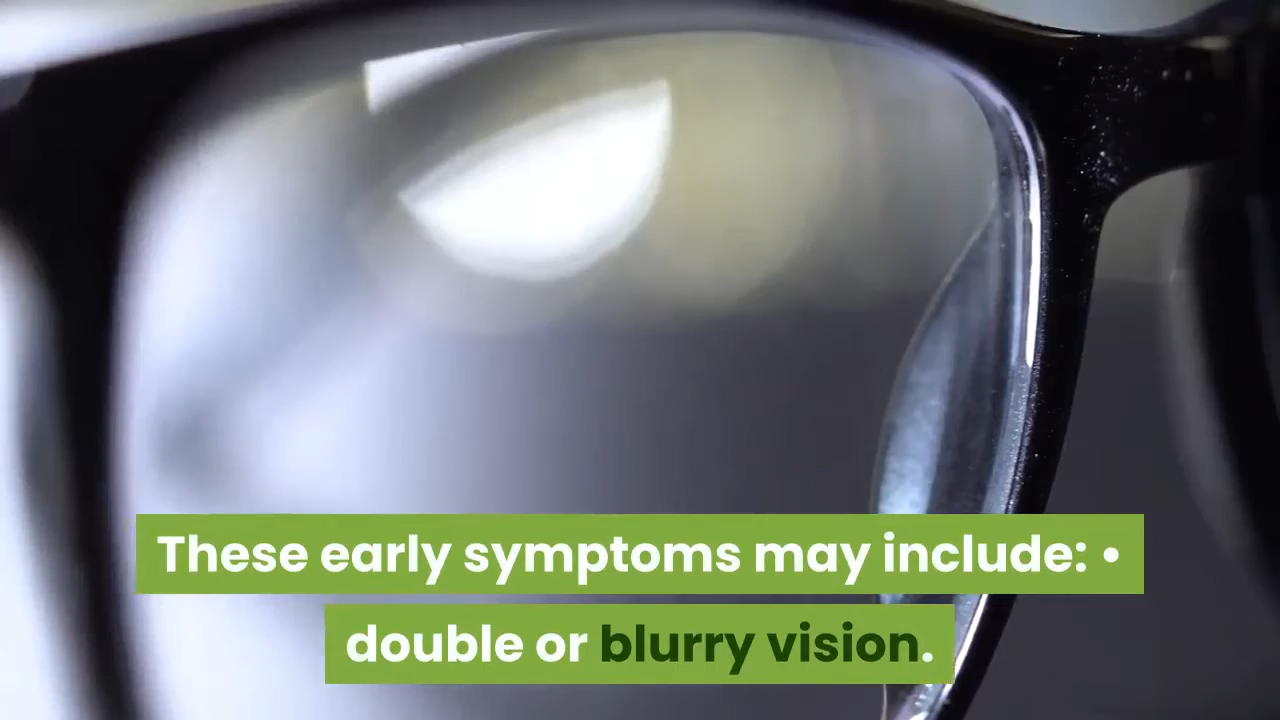 These early symptoms may include: •
double or blurry vision.